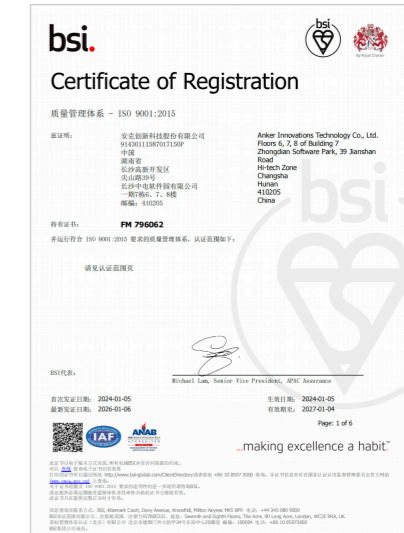 bsi.
bsi
By Royal Charter
Certificate of Registration
质量管理体系 - ISO 9001:2015
兹证明:
安克创新科技股份有限公司
91430111587017150P
中国
湖南省
长沙高新开发区
尖山路39号
长沙中电软件园有限公司
一期7栋6、7、8楼
邮编: 410205
Anker Innovations Technology Co., Ltd.
Floors 6, 7, 8 of Building 7
Zhongdian Software Park, 39 Jianshan
Road
Hi-tech Zone
Changsha
Hunan
410205
China
持有证书:
FM 796062
并运行符合 ISO 9001:2015 要求的质量管理体系, 认证范围如下:
请见认证范围页
BSI代表:
Michael Lam, Senior Vice President, APAC Assurance
首次发证日期: 2024-01-05
生效日期: 2024-01-05
最新发证日期: 2026-01-06
有效期至: 2027-01-04
Page: 1 of 6
IAF
ANAB
...making excellence a habit.™